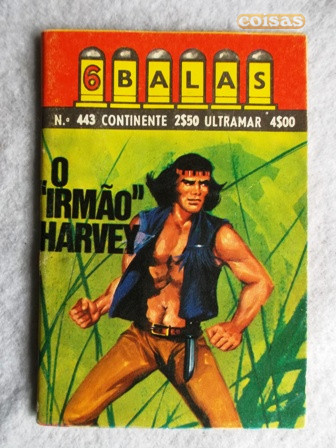 coisas
6 BALAS
N.º 443 CONTINENTE 2$50 ULTRAMAR 4$00
O
"IRMÃO"
HARVEY